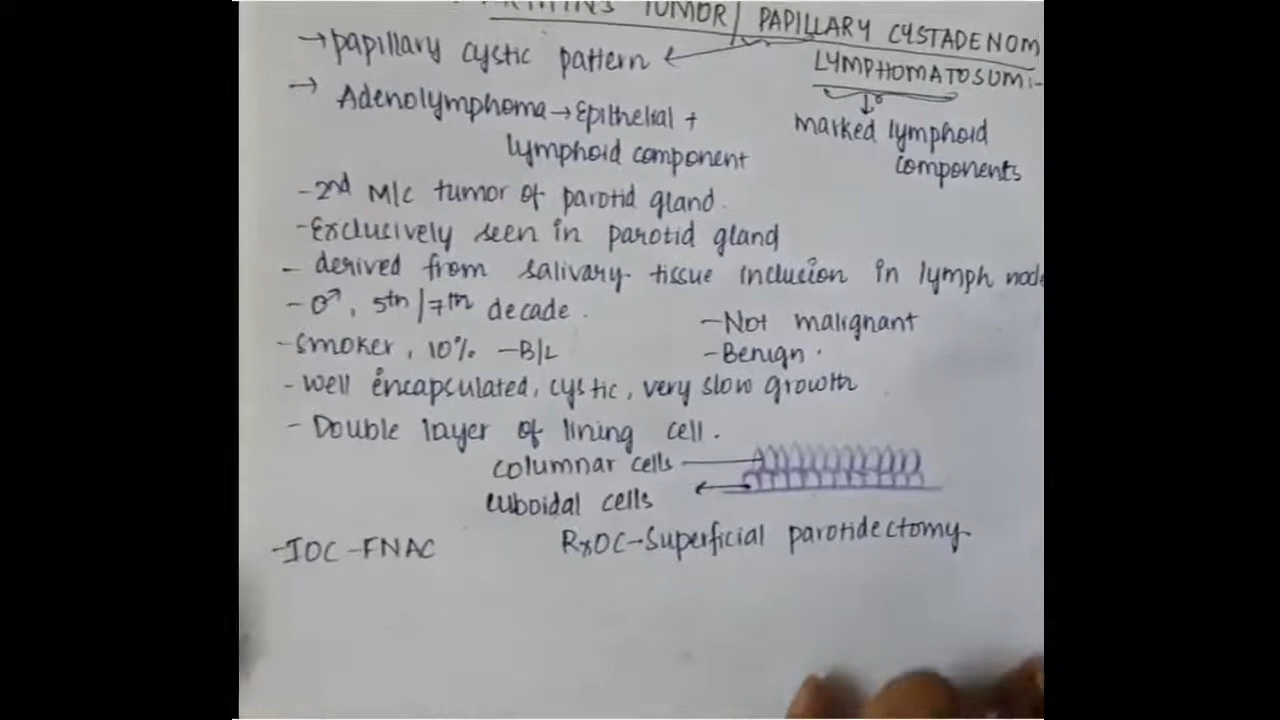 TUMOR / PAPILLARY CYSTADENOM
LYMPHOMATOSUM:-
→ papillary cystic pattern ←
→ Adenolymphoma → Epithelial +
lymphoid component
marked lymphoid
components
- 2nd M/C tumor of parotid gland.
- Exclusively seen in parotid gland
- derived from salivary tissue inclusion in lymph node
- ♂, 5th/7th decade.
- Not malignant
- smoker, 10% - B/L
- Benign.
- well encapsulated, cystic, very slow growth
- Double layer of lining cell.
columnar cells
cuboidal cells
- IOC - FNAC
RxOC - Superficial parotidectomy